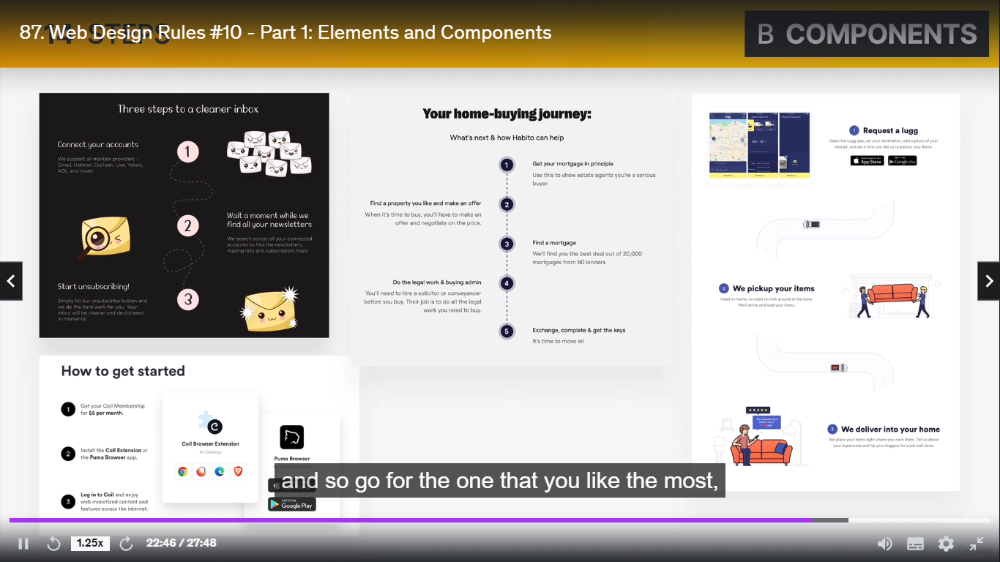 87. Web Design Rules #10 - Part 1: Elements and Components
14 STEPS
B COMPONENTS
Three steps to a cleaner inbox
Connect your accounts
We support all mailbox providers -
Gmail, Hotmail, Outlook, Live, Yahoo,
AOL and more!
1
2
Wait a moment while we
find all your newsletters
We search across all your connected
accounts to find the newsletters,
mailing lists and subscription mails.
Start unsubscribing!
Simply hit our unsubscribe button and
we do the hard work for you. Your
inbox will be cleaner and decluttered
in moments!
3
Your home-buying journey:
What's next & how Habito can help
1
Get your mortgage in principle
Use this to show estate agents you're a serious
buyer.
Find a property you like and make an offer
When it's time to buy, you'll have to make an
offer and negotiate on the price.
2
3
Find a mortgage
We'll find you the best deal out of 20,000
mortgages from 90 lenders.
Do the legal work & buying admin
You'll need to hire a solicitor or conveyancer
before you buy. Their job is to do all the legal
work you need to buy.
4
5
Exchange, complete & get the keys
It's time to move in!
1 Request a lugg
Open the Lugg app, set your destination, add a photo of your
receipt, and set a time you like us to pickup your items.
App Store
Google Play
2 We pickup your items
Head on home, no need to stick around at the store.
We'll arrive and load your items.
3 We deliver into your home
We place your items right where you want them. Tell us about
your experience and tip your Luggers for a job well done.
How to get started
1 Get your Coil Membership
for $5 per month.
2 Install the Coil Extension or
the Puma Browser app.
3 Log in to Coil and enjoy
web monetized content and
features across the internet.
Coil Browser Extension
for Desktop
Puma Browser
GET IT ON
Google Play
and so go for the one that you like the most,
1.25x
22:46 / 27:48